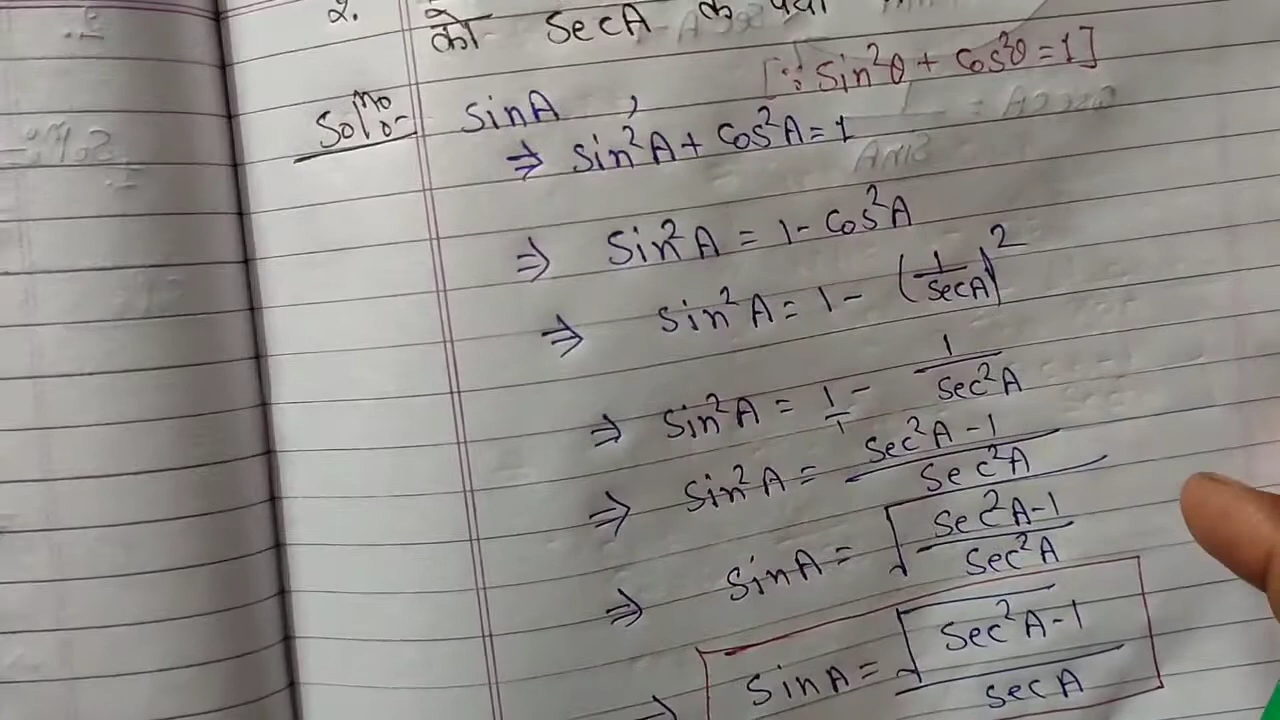 2. को SecA के
[∵ Sin²θ + Cos²θ = 1]
Solno- SinA ,
⇒ Sin²A + Cos²A = 1
⇒ Sin²A = 1 - Cos²A
⇒ Sin²A = 1 - (1/SecA)²
⇒ Sin²A = 1/1 - 1/Sec²A
⇒ Sin²A = Sec²A - 1/Sec²A
⇒ SinA = √Sec²A-1/Sec²A
⇒ SinA = √Sec²A-1/SecA